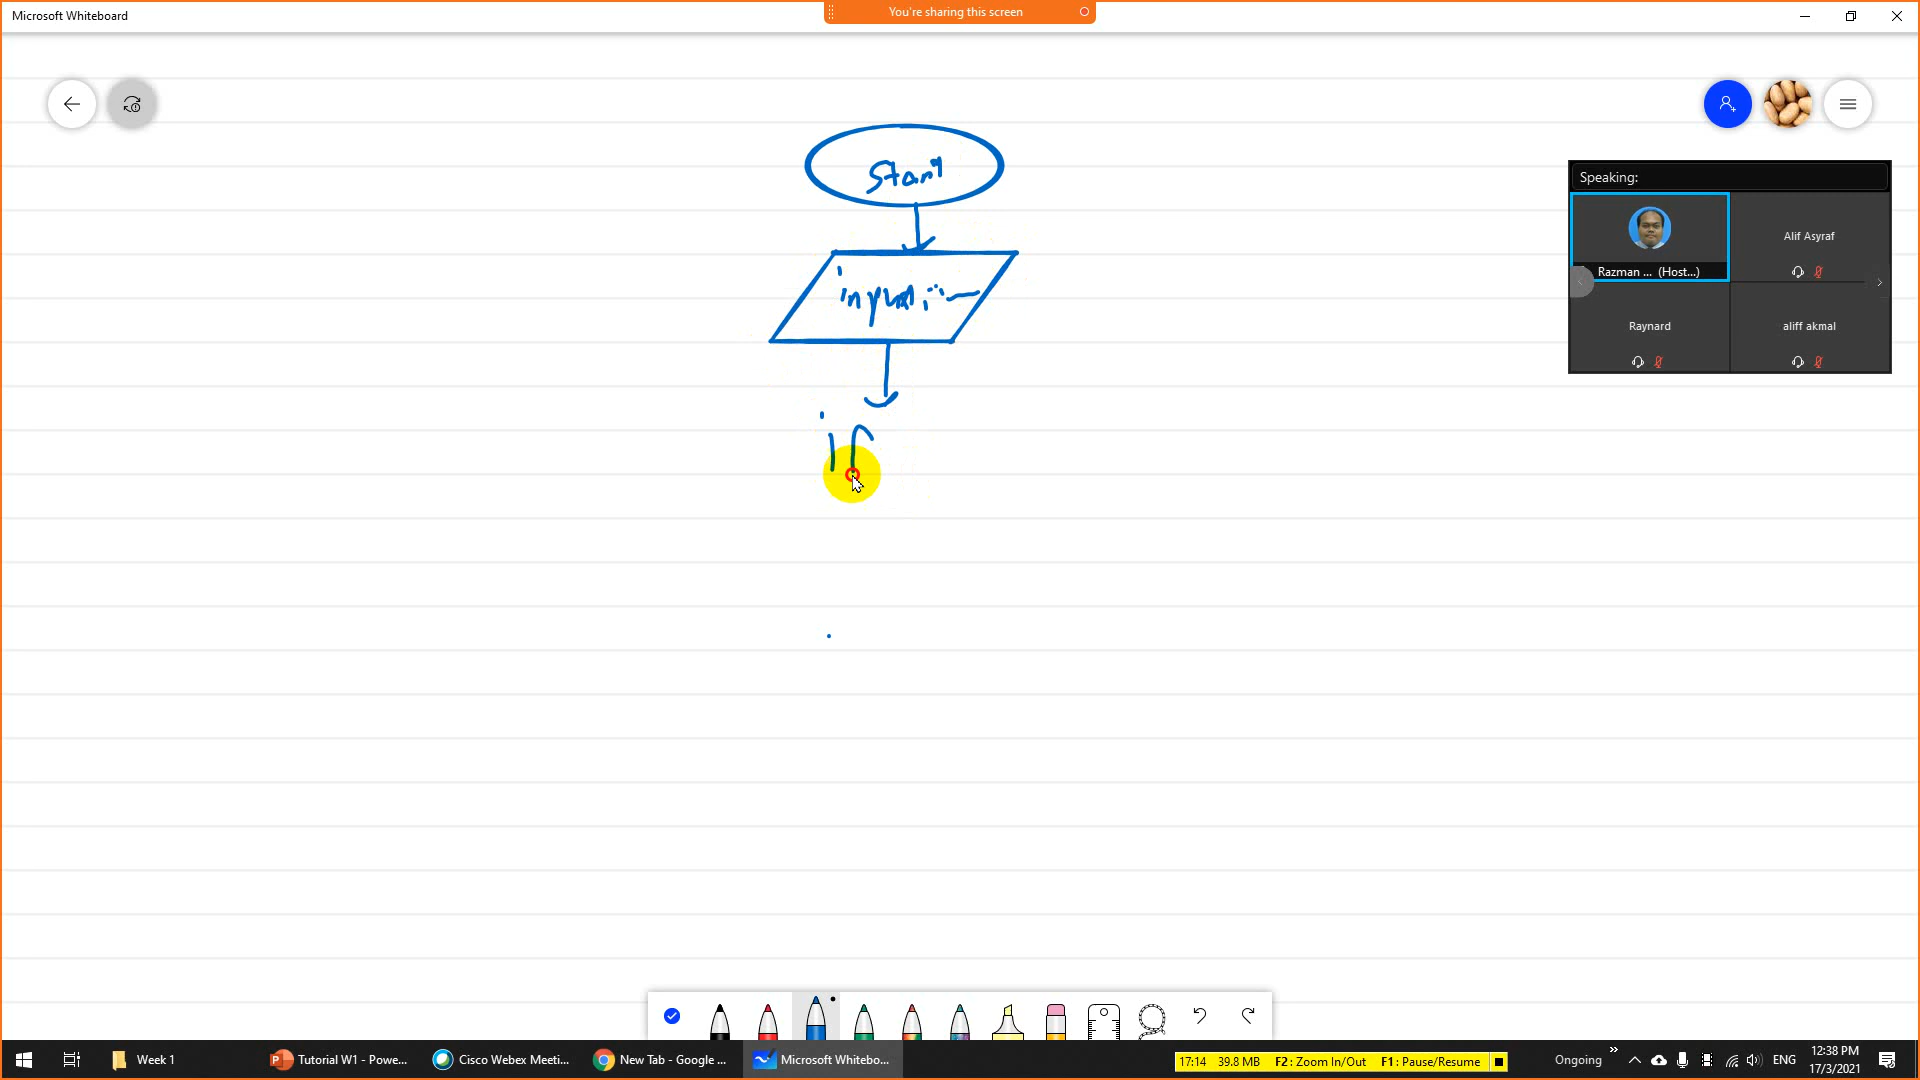 Microsoft Whiteboard
You're sharing this screen
Start
Speaking:
Razman ... (Host...)
Alif Asyraf
input :
Raynard
aliff akmal
if
Week 1
Tutorial W1 - Powe...
Cisco Webex Meeti...
New Tab - Google ...
Microsoft Whitebo...
17:14 39.8 MB F2 : Zoom In/Out F1 : Pause/Resume
Ongoing
ENG
12:38 PM
17/3/2021